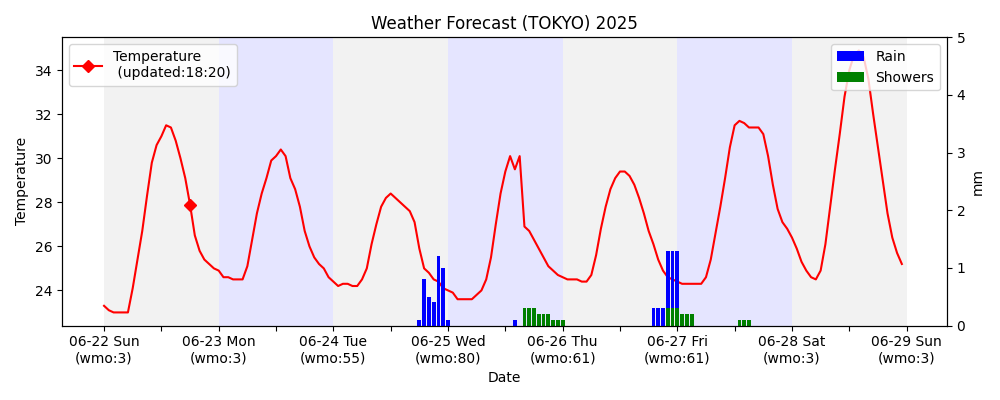 Weather Forecast (TOKYO) 2025
Temperature
(updated:18:20)
Rain
Showers
34
32
30
28
26
24
Temperature
5
4
3
2
1
0
mm
06-22 Sun
(wmo:3)
06-23 Mon
(wmo:3)
06-24 Tue
(wmo:55)
06-25 Wed
(wmo:80)
06-26 Thu
(wmo:61)
06-27 Fri
(wmo:61)
06-28 Sat
(wmo:3)
06-29 Sun
(wmo:3)
Date